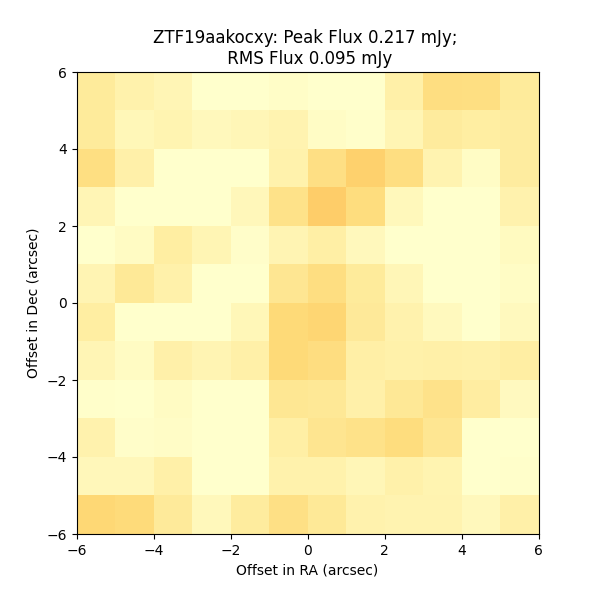 ZTF19aakocxy: Peak Flux 0.217 mJy;
RMS Flux 0.095 mJy
6
4
2
0
−2
−4
−6
Offset in Dec (arcsec)
−6 −4 −2 0 2 4 6
Offset in RA (arcsec)